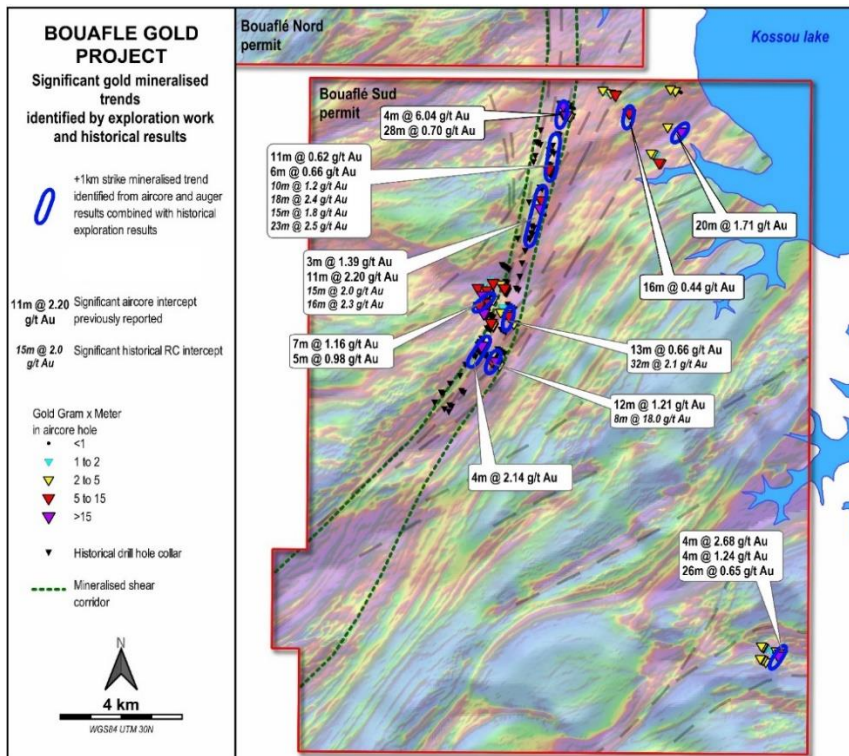 BOUAFLE GOLD
PROJECT
Significant gold mineralised
trends
identified by exploration work
and historical results
+1km strike mineralised trend
identified from aircore and auger
results combined with historical
exploration results
11m @ 2.20
g/t Au
Significant aircore intercept
previously reported
15m @ 2.0
g/t Au
Significant historical RC intercept
Gold Gram x Meter
in aircore hole
<1
1 to 2
2 to 5
5 to 15
>15
Historical drill hole collar
Mineralised shear
corridor
N
4 km
WGS84 UTM 30N
Bouaflé Nord
permit
Kossou lake
Bouaflé Sud
permit
4m @ 6.04 g/t Au
28m @ 0.70 g/t Au
11m @ 0.62 g/t Au
6m @ 0.66 g/t Au
10m @ 1.2 g/t Au
18m @ 2.4 g/t Au
15m @ 1.8 g/t Au
23m @ 2.5 g/t Au
20m @ 1.71 g/t Au
3m @ 1.39 g/t Au
11m @ 2.20 g/t Au
15m @ 2.0 g/t Au
16m @ 2.3 g/t Au
16m @ 0.44 g/t Au
7m @ 1.16 g/t Au
5m @ 0.98 g/t Au
13m @ 0.66 g/t Au
32m @ 2.1 g/t Au
12m @ 1.21 g/t Au
8m @ 18.0 g/t Au
4m @ 2.14 g/t Au
4m @ 2.68 g/t Au
4m @ 1.24 g/t Au
26m @ 0.65 g/t Au